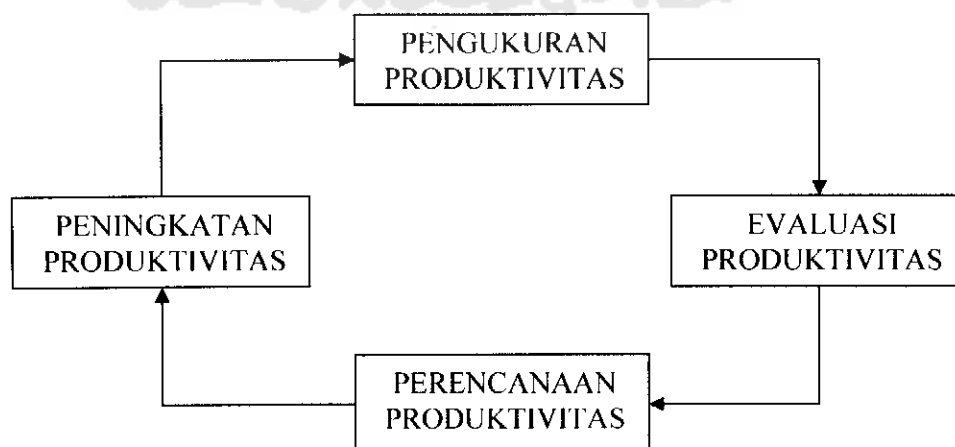 PENGUKURAN
PRODUKTIVITAS
EVALUASI
PRODUKTIVITAS
PERENCANAAN
PRODUKTIVITAS
PENINGKATAN
PRODUKTIVITAS